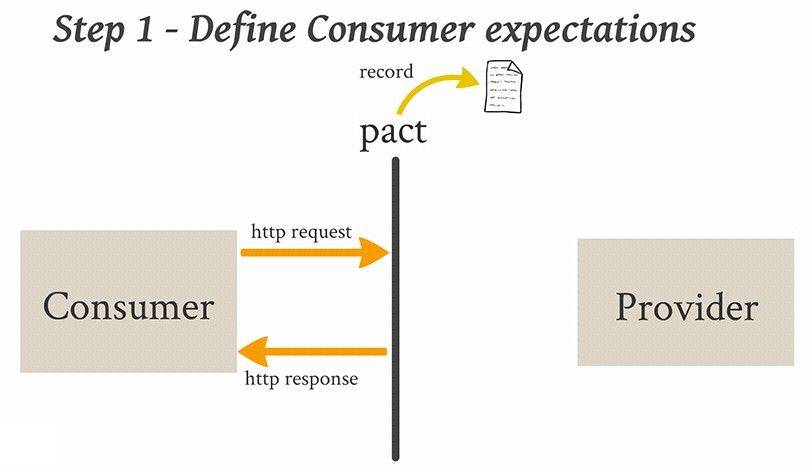 Step 1 - Define Consumer expectations
record
pact
http request
Consumer
Provider
http response